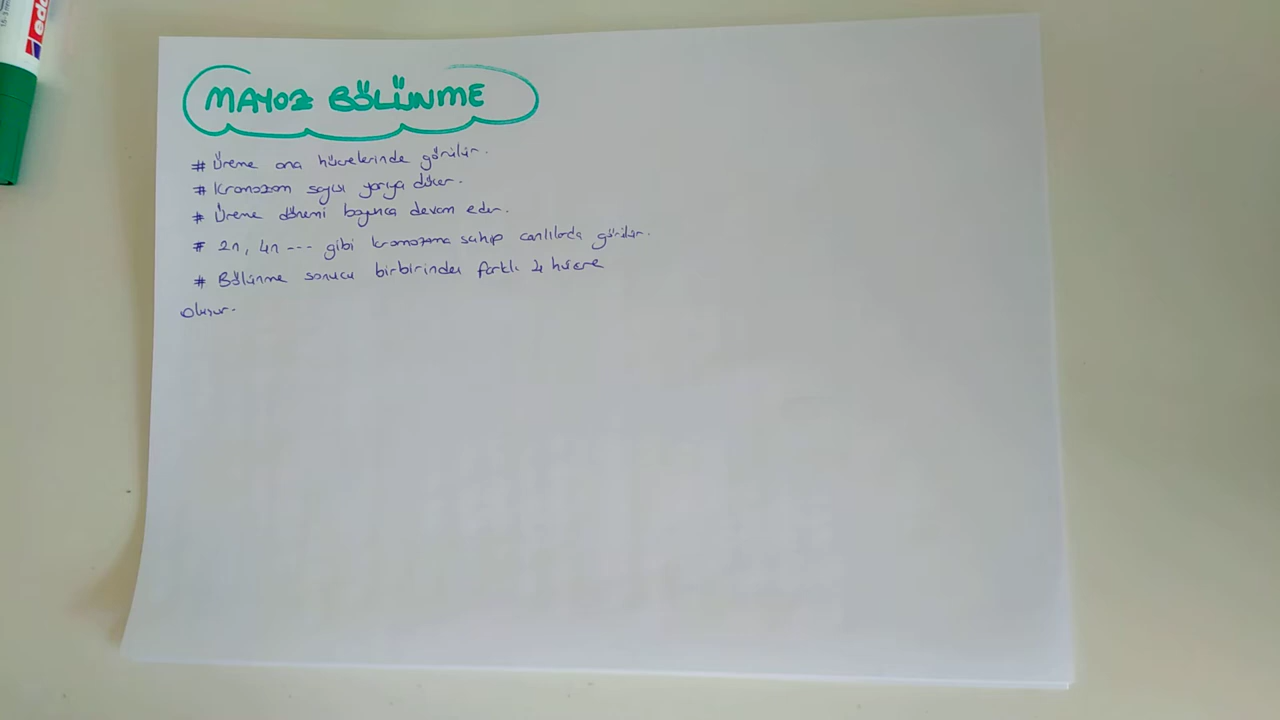 edd
MAYOZ BÖLÜNME
# Üreme ana hücrelerinde görülür.
# Kromozom sayısı yarıya düşer.
# Üreme dönemi boyunca devam eder.
# 2n, 4n --- gibi kromozoma sahip canlılarda görülür.
# Bölünme sonucu birbirinden farklı 4 hücre
oluşur.